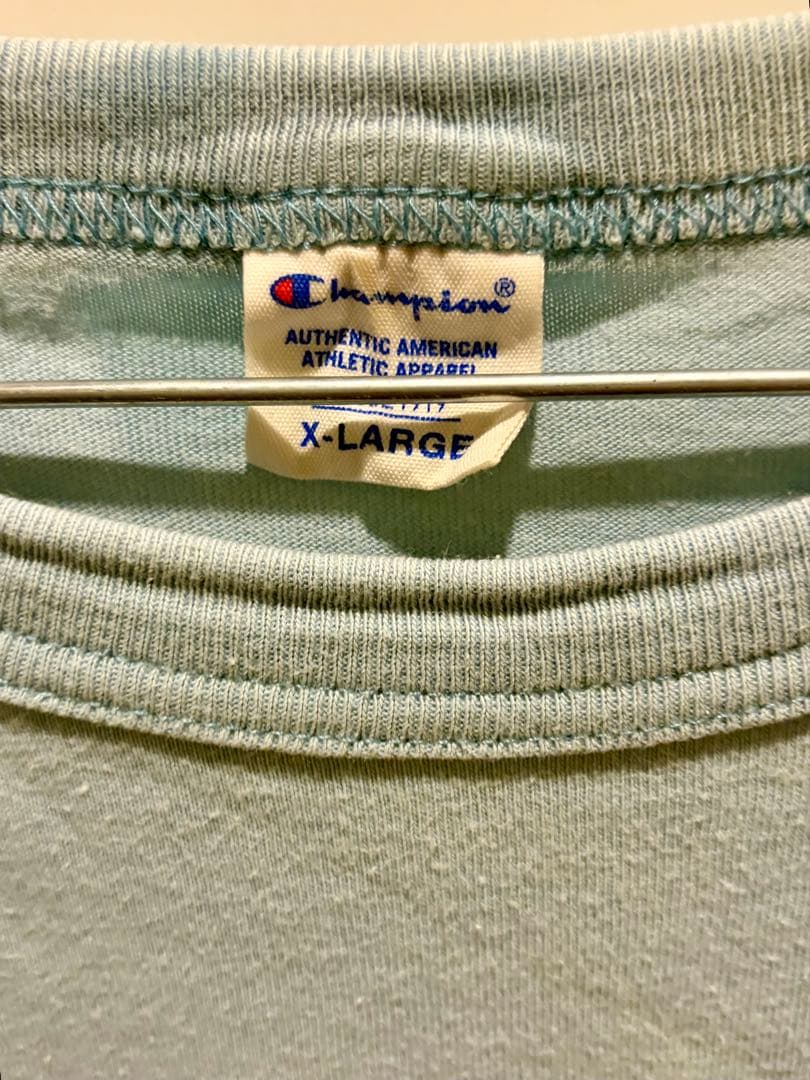 Champion®
AUTHENTIC AMERICAN
ATHLETIC APPAREL
X-LARGE